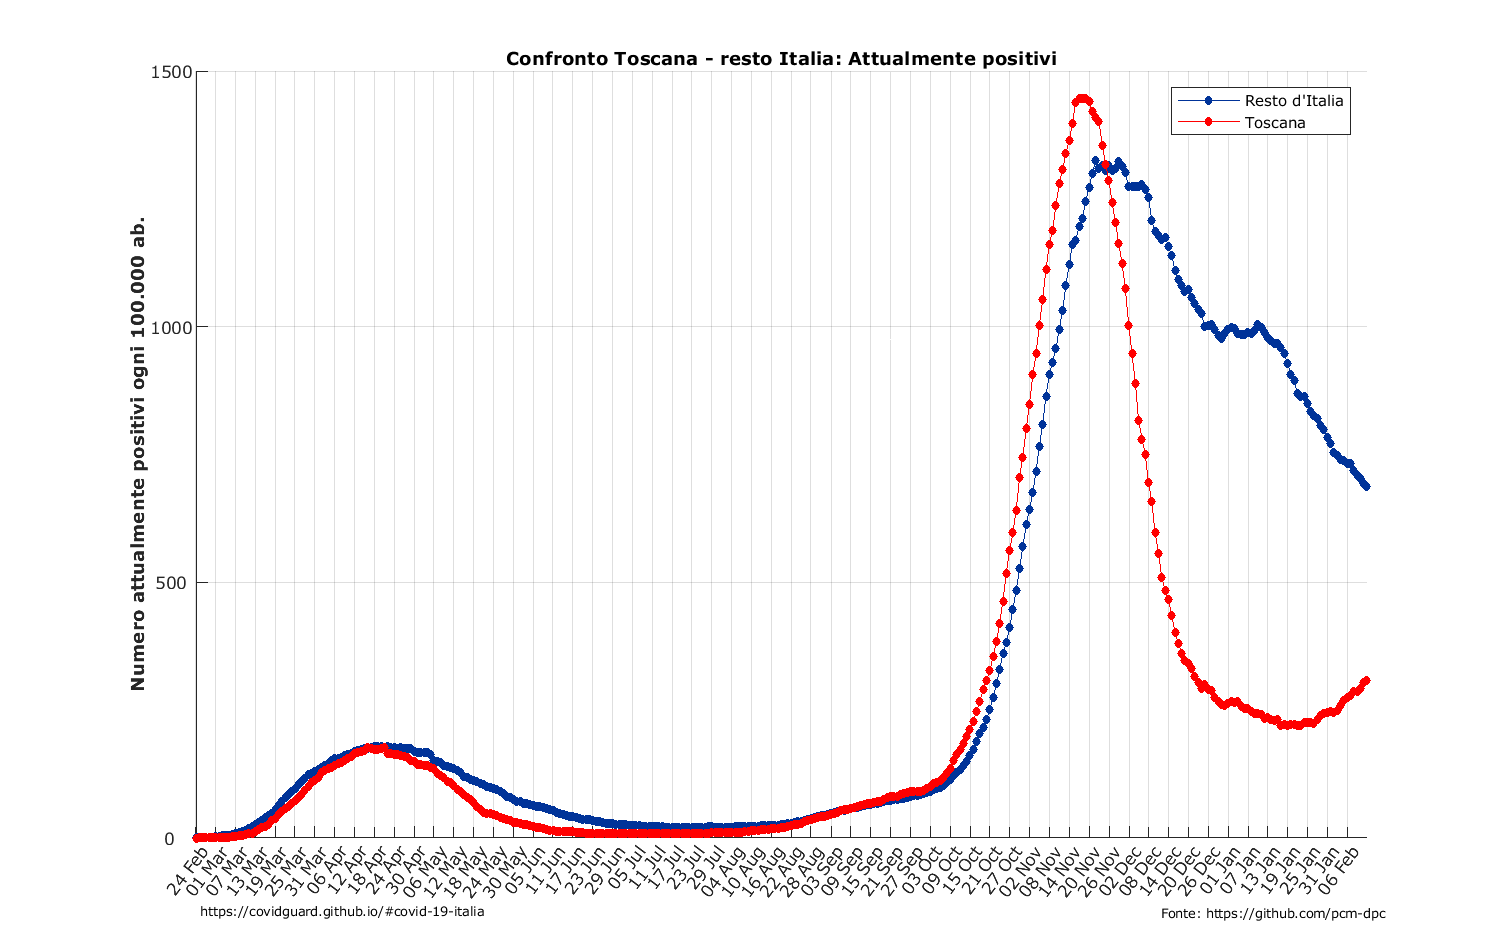 Confronto Toscana - resto Italia: Attualmente positivi
Numero attualmente positivi ogni 100.000 ab.
1500
1000
500
0
Resto d'Italia
Toscana
24 Feb
01 Mar
07 Mar
13 Mar
19 Mar
25 Mar
31 Mar
06 Apr
12 Apr
18 Apr
24 Apr
30 Apr
06 May
12 May
18 May
24 May
30 May
05 Jun
11 Jun
17 Jun
23 Jun
29 Jun
05 Jul
11 Jul
17 Jul
23 Jul
29 Jul
04 Aug
10 Aug
16 Aug
22 Aug
28 Aug
03 Sep
09 Sep
15 Sep
21 Sep
27 Sep
03 Oct
09 Oct
15 Oct
21 Oct
27 Oct
02 Nov
08 Nov
14 Nov
20 Nov
26 Nov
02 Dec
08 Dec
14 Dec
20 Dec
26 Dec
01 Jan
07 Jan
13 Jan
19 Jan
25 Jan
31 Jan
06 Feb
https://covidguard.github.io/#covid-19-italia
Fonte: https://github.com/pcm-dpc